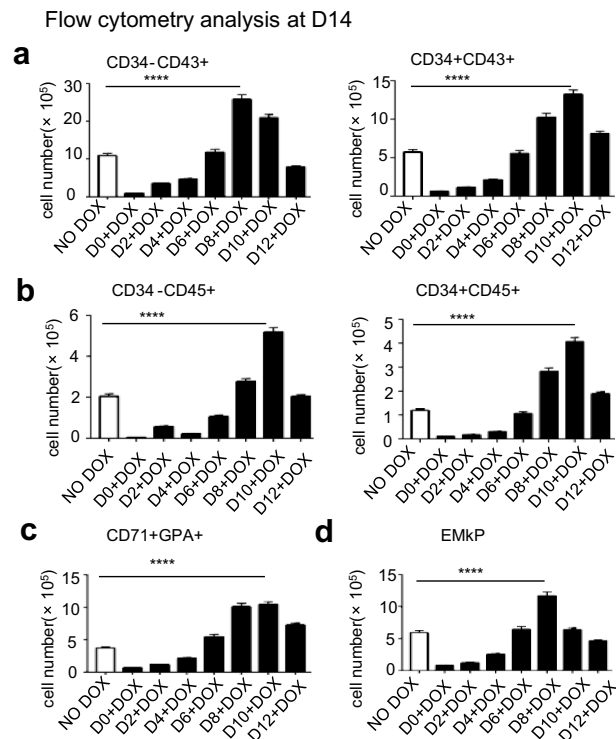 Flow cytometry analysis at D14
a
CD34-CD43+
****
cell number(× 10⁵)
30
20
10
0
NO DOX
D0+DOX
D2+DOX
D4+DOX
D6+DOX
D8+DOX
D10+DOX
D12+DOX
CD34+CD43+
****
cell number(× 10⁵)
15
10
5
0
NO DOX
D0+DOX
D2+DOX
D4+DOX
D6+DOX
D8+DOX
D10+DOX
D12+DOX
b
CD34-CD45+
****
cell number(× 10⁵)
6
4
2
0
NO DOX
D0+DOX
D2+DOX
D4+DOX
D6+DOX
D8+DOX
D10+DOX
D12+DOX
CD34+CD45+
****
cell number(× 10⁵)
5
4
3
2
1
0
NO DOX
D0+DOX
D2+DOX
D4+DOX
D6+DOX
D8+DOX
D10+DOX
D12+DOX
c
CD71+GPA+
****
cell number(× 10⁵)
15
10
5
0
NO DOX
D0+DOX
D2+DOX
D4+DOX
D6+DOX
D8+DOX
D10+DOX
D12+DOX
d
EMkP
****
cell number(× 10⁵)
15
10
5
0
NO DOX
D0+DOX
D2+DOX
D4+DOX
D6+DOX
D8+DOX
D10+DOX
D12+DOX